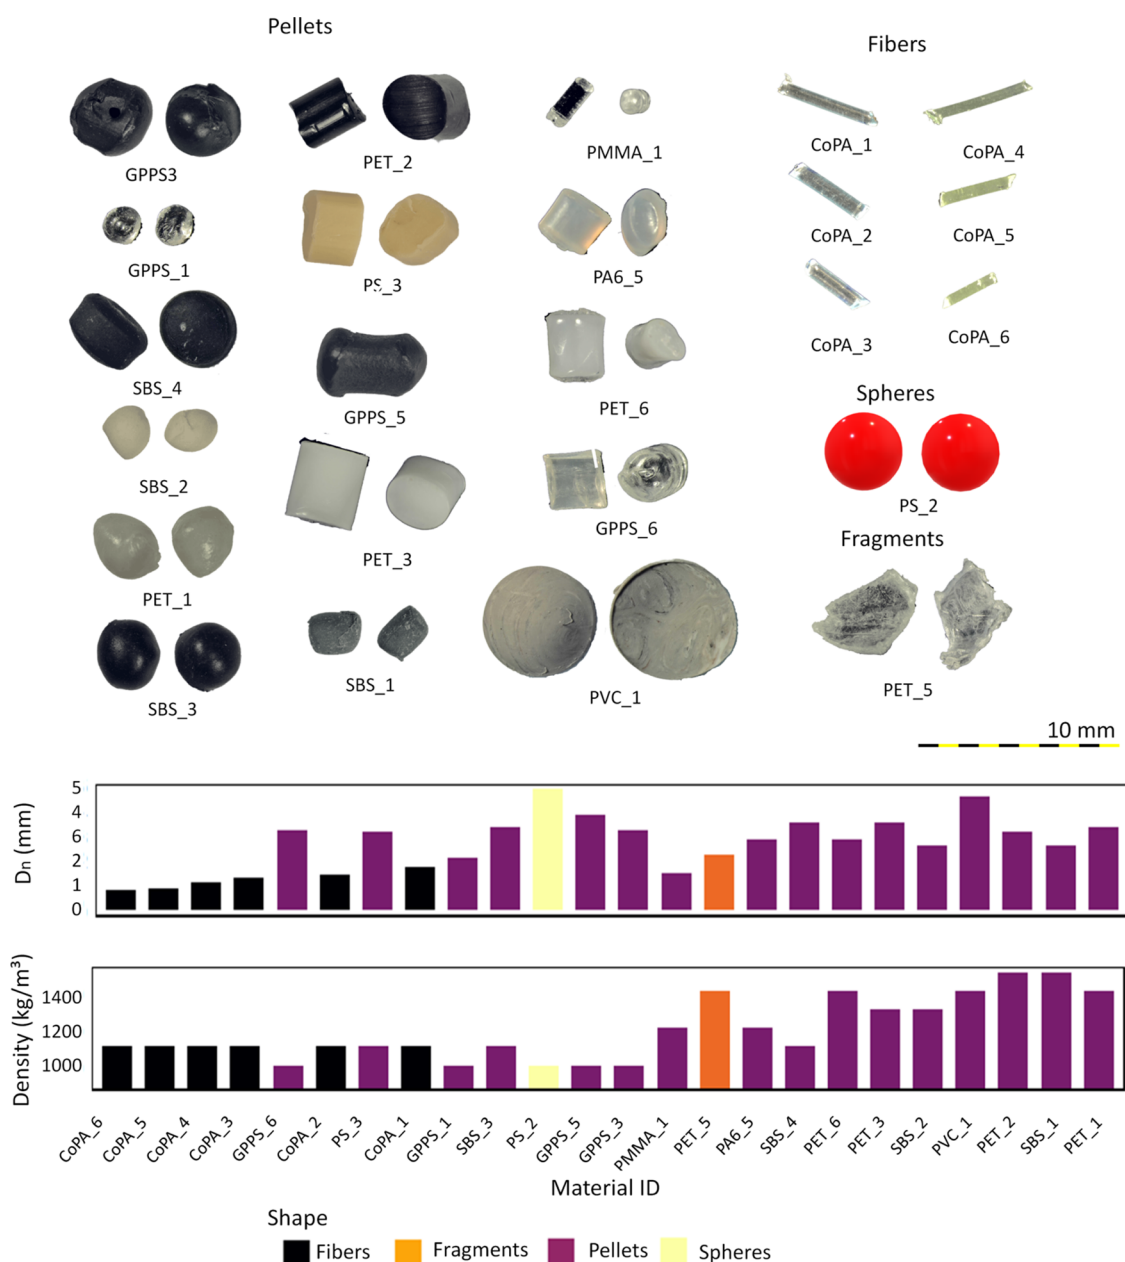 Pellets
Fibers
GPPS3
PET_2
PMMA_1
CoPA_1
CoPA_4
GPPS_1
PS_3
PA6_5
CoPA_2
CoPA_5
SBS_4
GPPS_5
PET_6
CoPA_3
CoPA_6
Spheres
SBS_2
PET_3
GPPS_6
PS_2
Fragments
PET_1
SBS_1
PVC_1
PET_5
SBS_3
10 mm
Dn (mm)
5
4
6
2
1
0
Density (kg/m³)
1400
1200
1000
CoPA_6
CoPA_5
CoPA_4
CoPA_3
GPPS_6
CoPA_2
PS_3
CoPA_1
GPPS_1
SBS_3
PS_2
GPPS_5
GPPS_3
PMMA_1
PET_5
PA6_5
SBS_4
PET_6
PET_3
SBS_2
PVC_1
PET_2
SBS_1
PET_1
Material ID
Shape
Fibers
Fragments
Pellets
Spheres